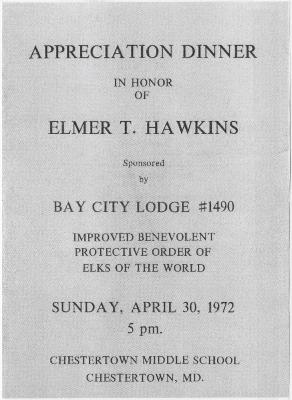 APPRECIATION DINNER
IN HONOR
OF
ELMER T. HAWKINS
Sponsored
by
BAY CITY LODGE #1490
IMPROVED BENEVOLENT
PROTECTIVE ORDER OF
ELKS OF THE WORLD
SUNDAY, APRIL 30, 1972
5 pm.
CHESTERTOWN MIDDLE SCHOOL
CHESTERTOWN, MD.